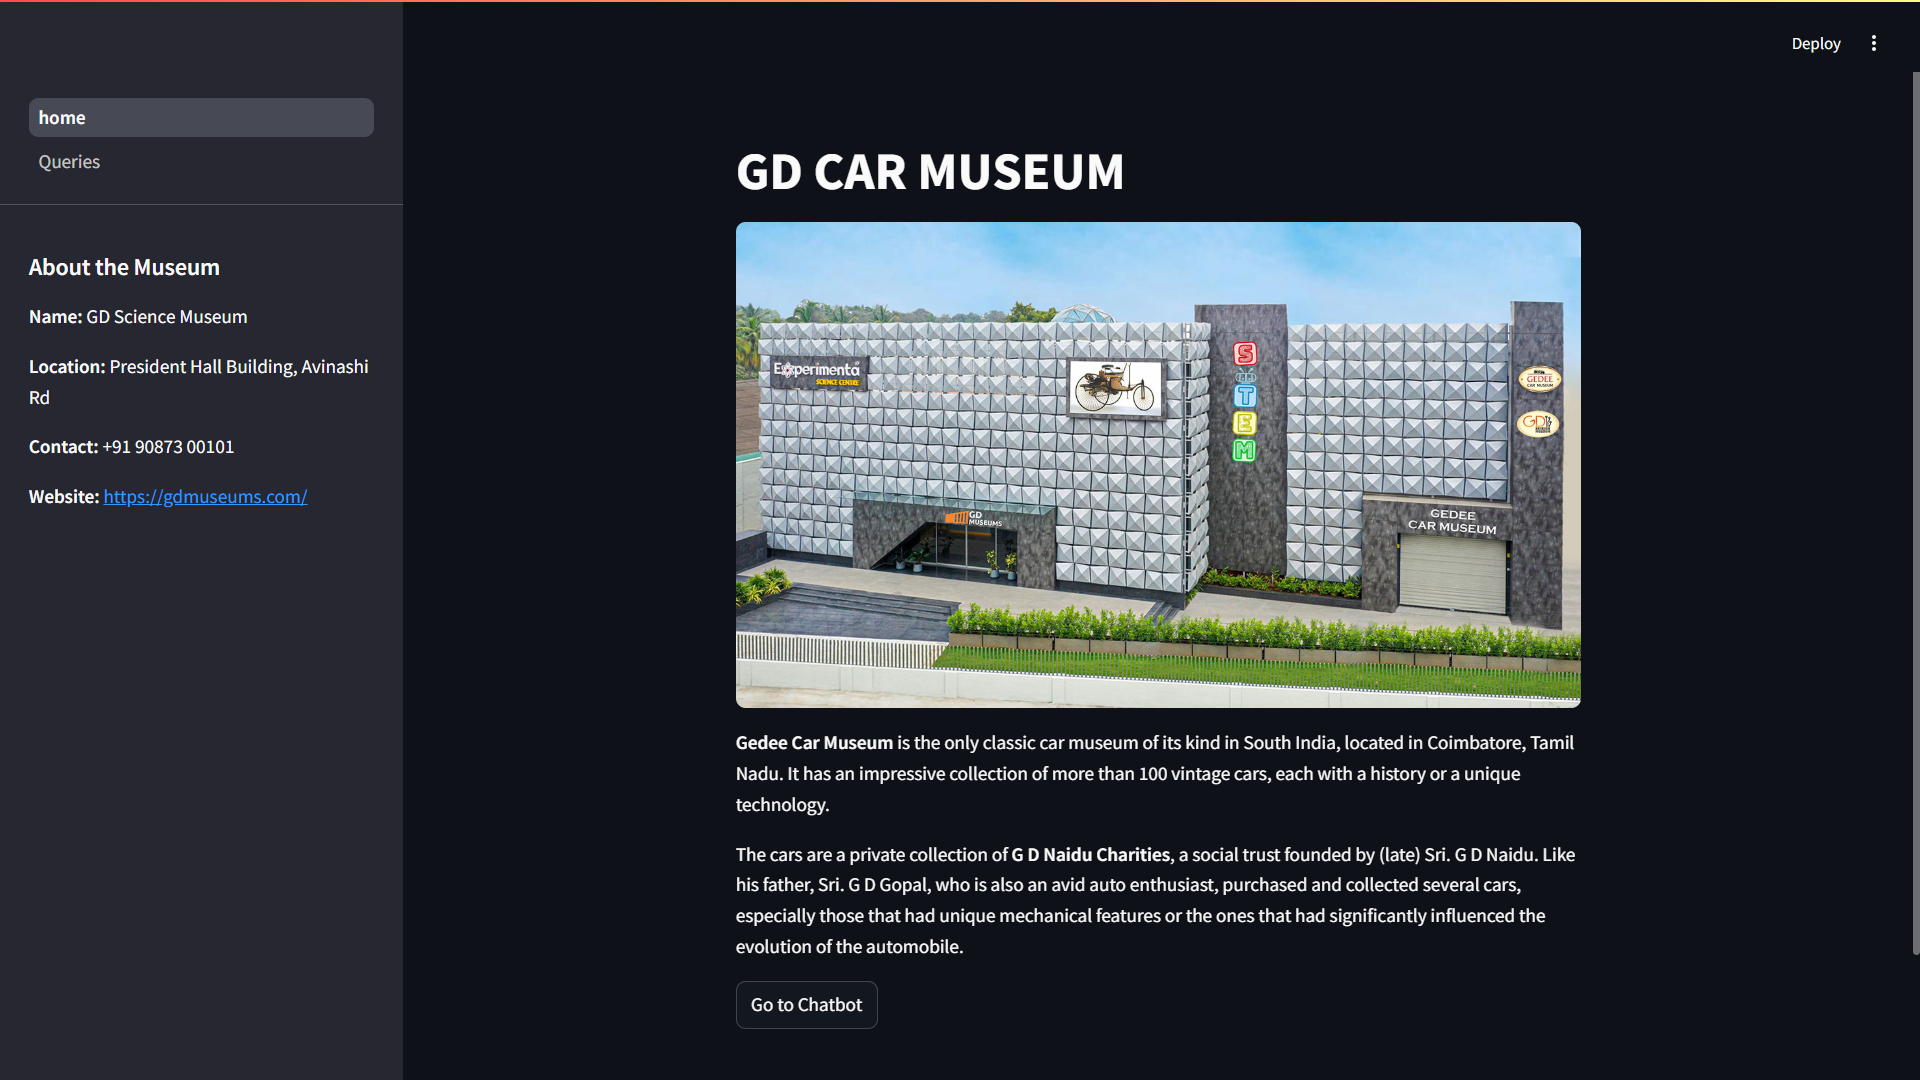 Deploy
home
Queries
About the Museum
Name: GD Science Museum
Location: President Hall Building, Avinashi
Rd
Contact: +91 90873 00101
Website: https://gdmuseums.com/
GD CAR MUSEUM
Experimenta
SCIENCE CENTRE
S
T
E
M
GEDEE
CAR MUSEUM
GD
GD
MUSEUMS
GEDEE
CAR MUSEUM
Gedee Car Museum is the only classic car museum of its kind in South India, located in Coimbatore, Tamil
Nadu. It has an impressive collection of more than 100 vintage cars, each with a history or a unique
technology.
The cars are a private collection of G D Naidu Charities, a social trust founded by (late) Sri. G D Naidu. Like
his father, Sri. G D Gopal, who is also an avid auto enthusiast, purchased and collected several cars,
especially those that had unique mechanical features or the ones that had significantly influenced the
evolution of the automobile.
Go to Chatbot